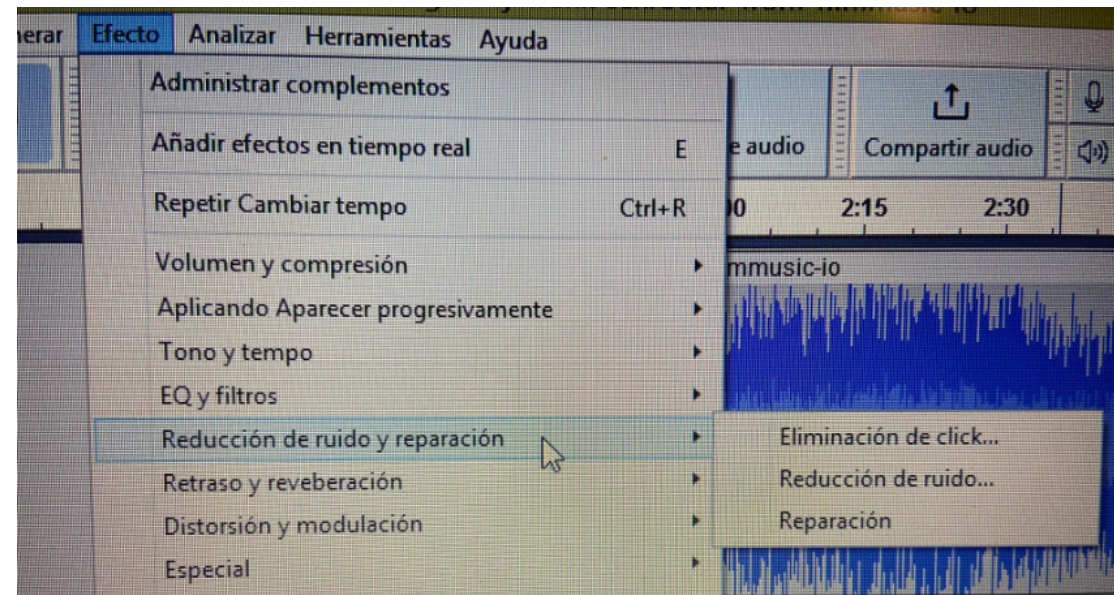 Efecto Analizar Herramientas Ayuda
Administrar complementos
Añadir efectos en tiempo real E
audio
Compartir audio
Repetir Cambiar tempo Ctrl+R
2:15 2:30
Volumen y compresión
mmusic-io
Aplicando Aparecer progresivamente
Tono y tempo
EQ y filtros
Reducción de ruido y reparación
Eliminación de click...
Retraso y reveberación
Reducción de ruido...
Distorsión y modulación
Reparación
Especial